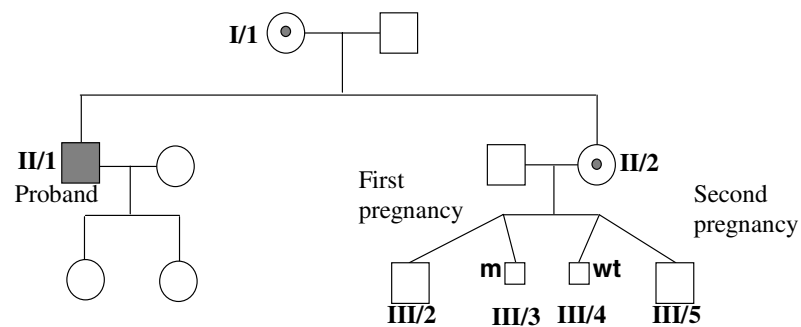 I/1
II/1
Proband
II/2
First
pregnancy
Second
pregnancy
m
wt
III/2
III/3
III/4
III/5